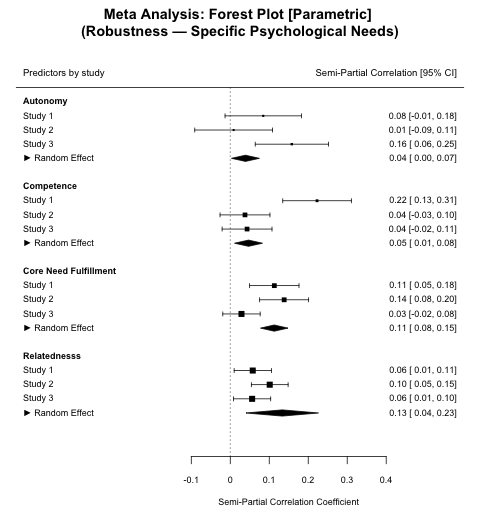 Meta Analysis: Forest Plot [Parametric]
(Robustness — Specific Psychological Needs)
Predictors by study Semi-Partial Correlation [95% CI]
Autonomy
Study 1 0.08 [-0.01, 0.18]
Study 2 0.01 [-0.09, 0.11]
Study 3 0.16 [ 0.06, 0.25]
► Random Effect 0.04 [ 0.00, 0.07]
Competence
Study 1 0.22 [ 0.13, 0.31]
Study 2 0.04 [-0.03, 0.10]
Study 3 0.04 [-0.02, 0.11]
► Random Effect 0.05 [ 0.01, 0.08]
Core Need Fulfillment
Study 1 0.11 [ 0.05, 0.18]
Study 2 0.14 [ 0.08, 0.20]
Study 3 0.03 [-0.02, 0.08]
► Random Effect 0.11 [ 0.08, 0.15]
Relatednesss
Study 1 0.06 [ 0.01, 0.11]
Study 2 0.10 [ 0.05, 0.15]
Study 3 0.06 [ 0.01, 0.10]
► Random Effect 0.13 [ 0.04, 0.23]
-0.1 0 0.1 0.2 0.3 0.4
Semi-Partial Correlation Coefficient